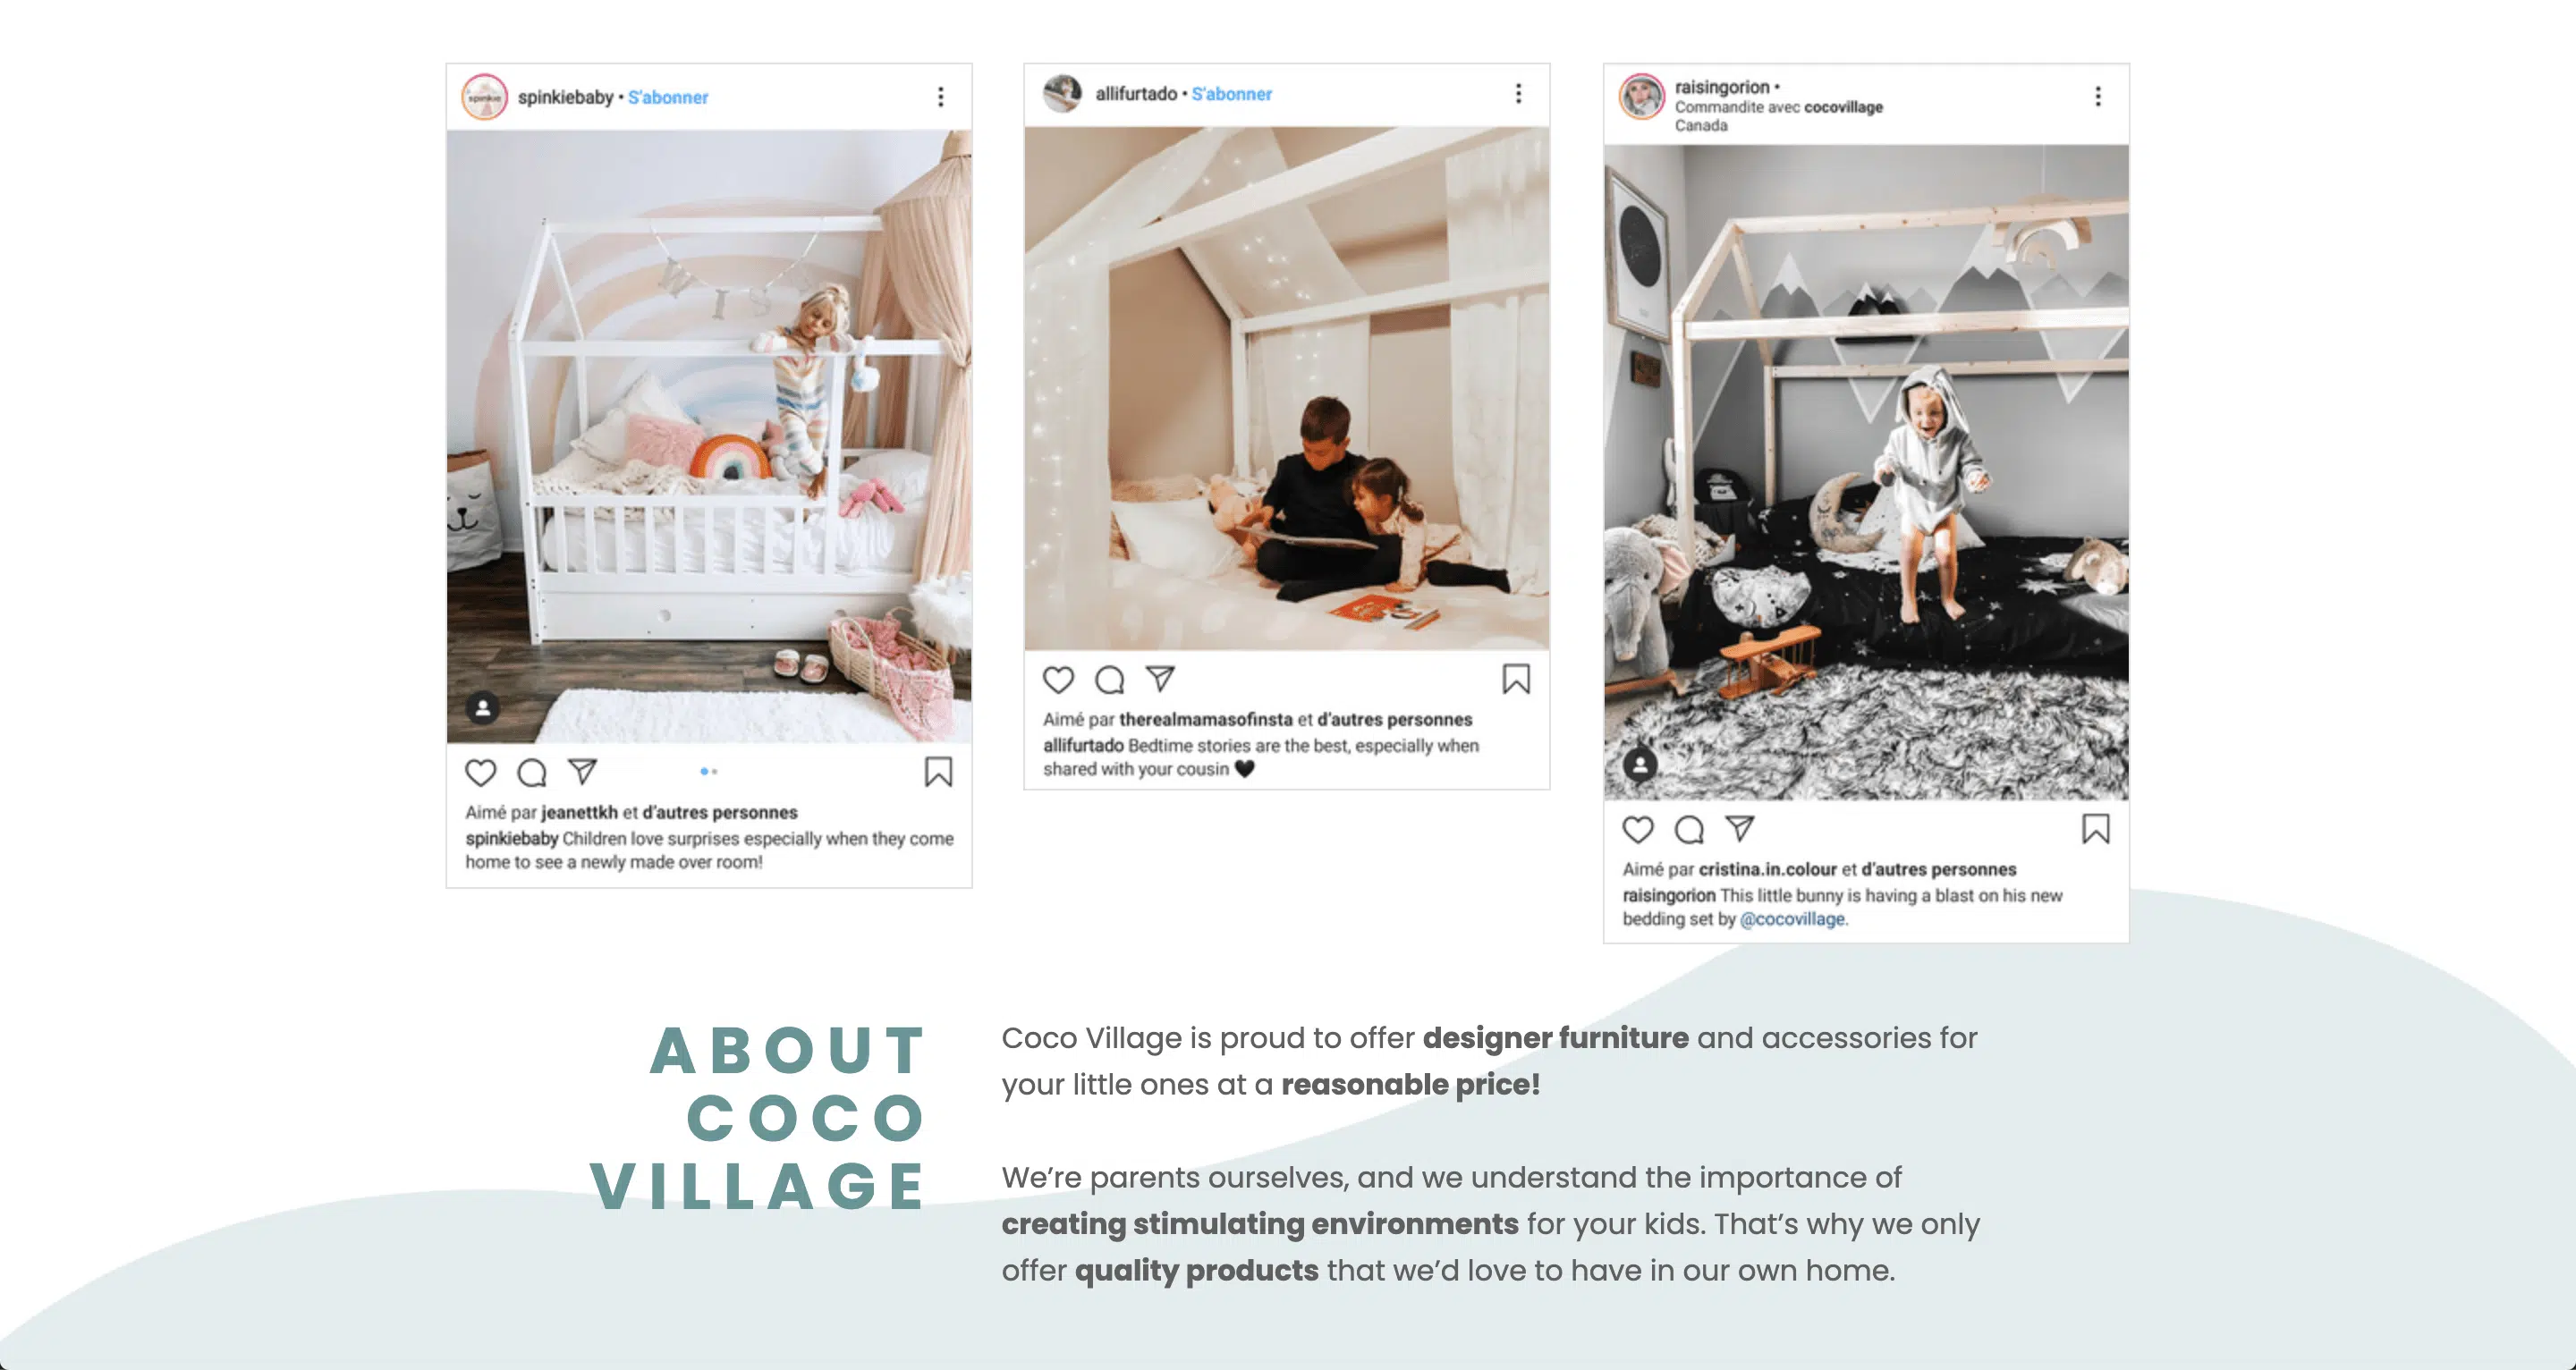 spinkie
spinkiebaby • S'abonner
Aimé par jeanettkh et d'autres personnes
spinkiebaby Children love surprises especially when they come
home to see a newly made over room!
allifurtado • S'abonner
Aimé par therealmamasofinsta et d'autres personnes
allifurtado Bedtime stories are the best, especially when
shared with your cousin 🖤
raisingorion •
Commandite avec cocovillage
Canada
Aimé par cristina.in.colour et d'autres personnes
raisingorion This little bunny is having a blast on his new
bedding set by @cocovillage.
ABOUT
COCO
VILLAGE
Coco Village is proud to offer designer furniture and accessories for
your little ones at a reasonable price!
We’re parents ourselves, and we understand the importance of
creating stimulating environments for your kids. That’s why we only
offer quality products that we’d love to have in our own home.